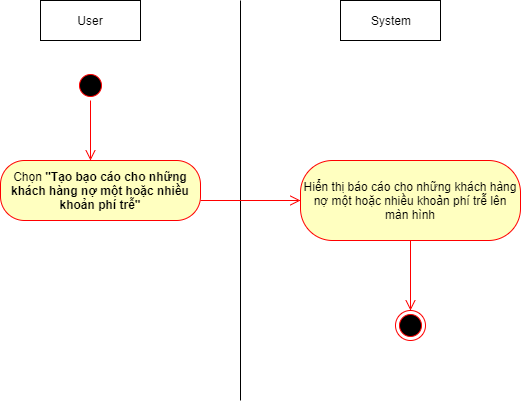 User
System
Chọn "Tạo bạo cáo cho những
khách hàng nợ một hoặc nhiều
khoản phí trễ"
Hiển thị báo cáo cho những khách hàng
nợ một hoặc nhiều khoản phí trễ lên
màn hình